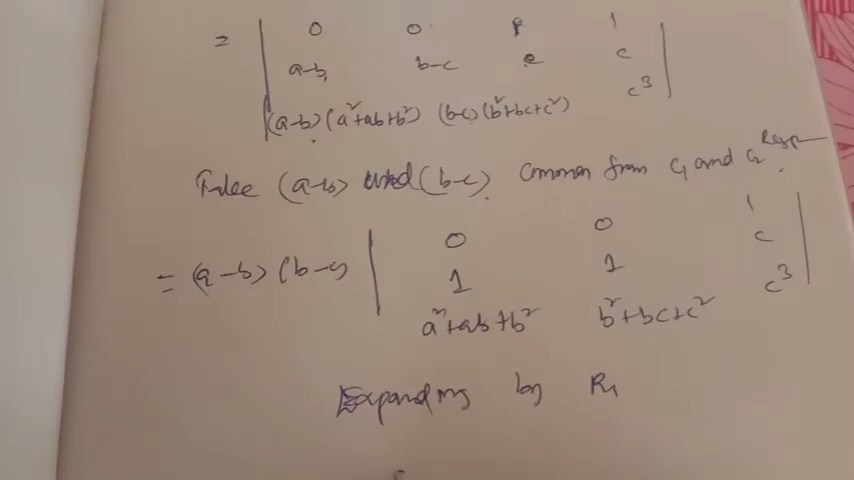 = | 0 0 1 |
a-b b-c c
(a-b)(a²+ab+b²) (b-c)(b²+bc+c²) c³ |
Take (a-b) and (b-c) common from C₁ and C₂ Resp
= (a-b) (b-c) | 0 0 1 |
1 1 c
a²+ab+b² b²+bc+c² c³
Expanding by R₁